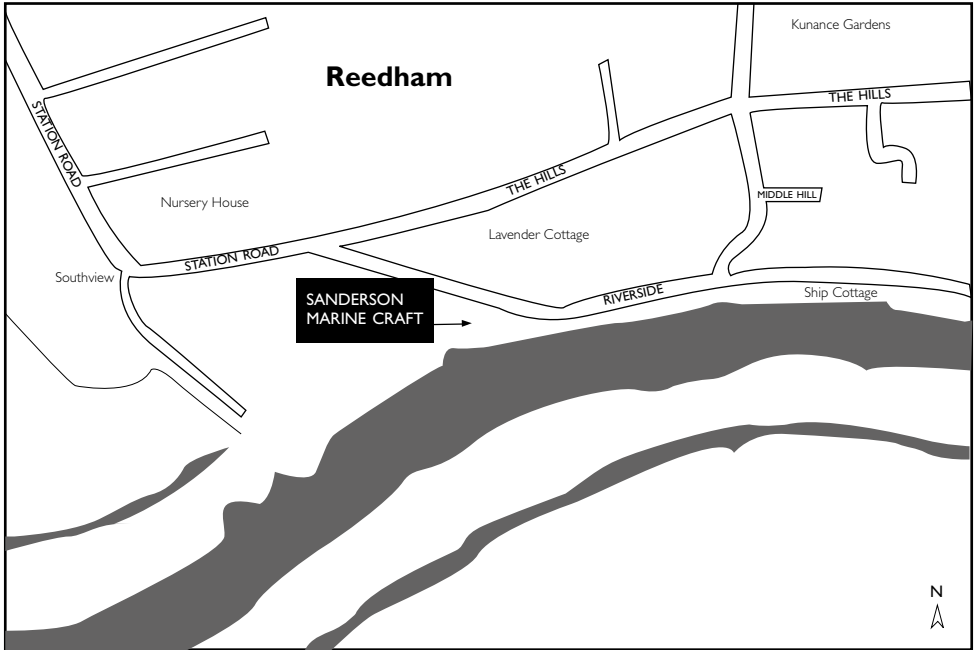 Kunance Gardens
Reedham
THE HILLS
STATION ROAD
THE HILLS
MIDDLE HILL
Nursery House
Lavender Cottage
STATION ROAD
Southview
RIVERSIDE
Ship Cottage
SANDERSON
MARINE CRAFT
N